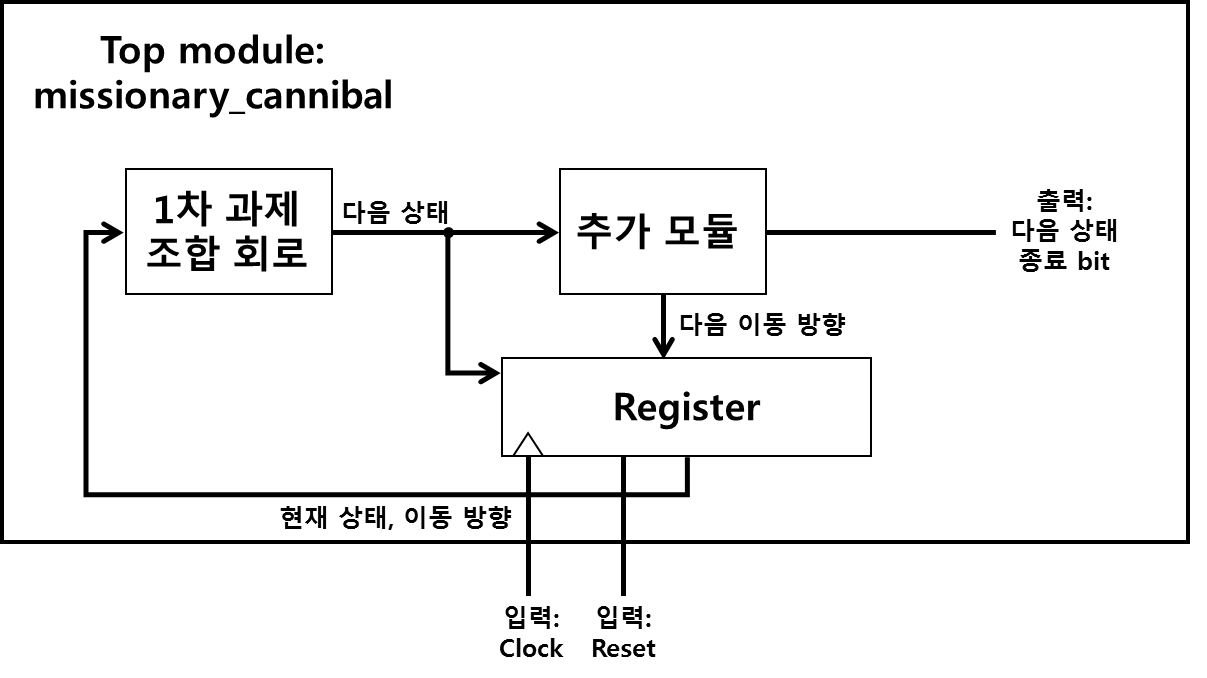 Top module:
missionary_cannibal
1차 과제
조합 회로
다음 상태
추가 모듈
출력:
다음 상태
종료 bit
다음 이동 방향
Register
현재 상태, 이동 방향
입력:
Clock
입력:
Reset